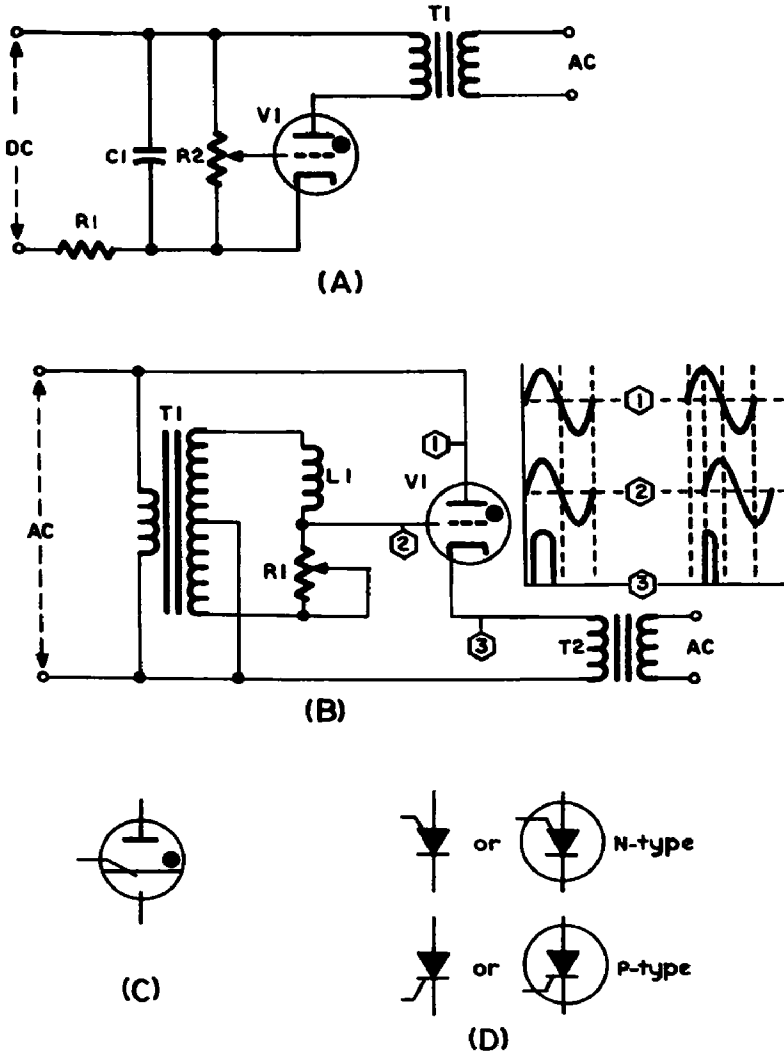 T1
AC
V1
DC
C1
R2
R1
(A)
T1
L1
V1
AC
R1
1
2
3
1
2
3
T2
AC
(B)
or
N-type
or
P-type
(C)
(D)